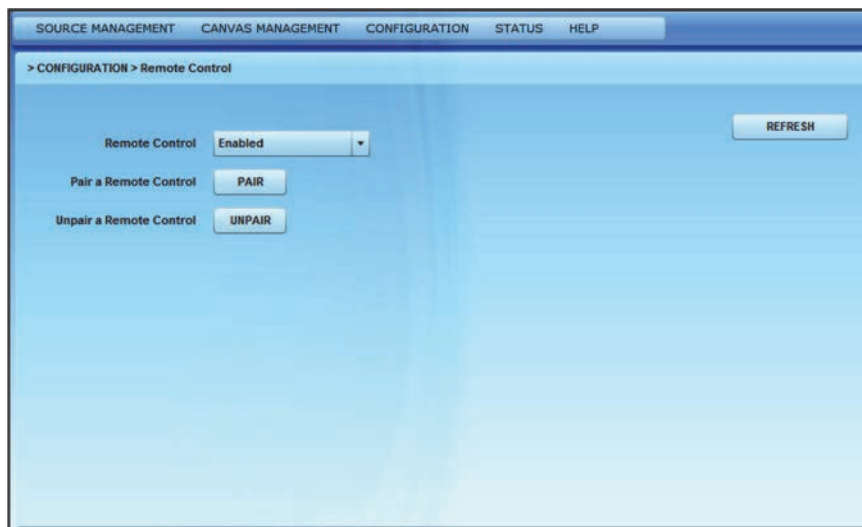 SOURCE MANAGEMENT CANVAS MANAGEMENT CONFIGURATION STATUS HELP
> CONFIGURATION > Remote Control
REFRESH
Remote Control Enabled
Pair a Remote Control PAIR
Unpair a Remote Control UNPAIR